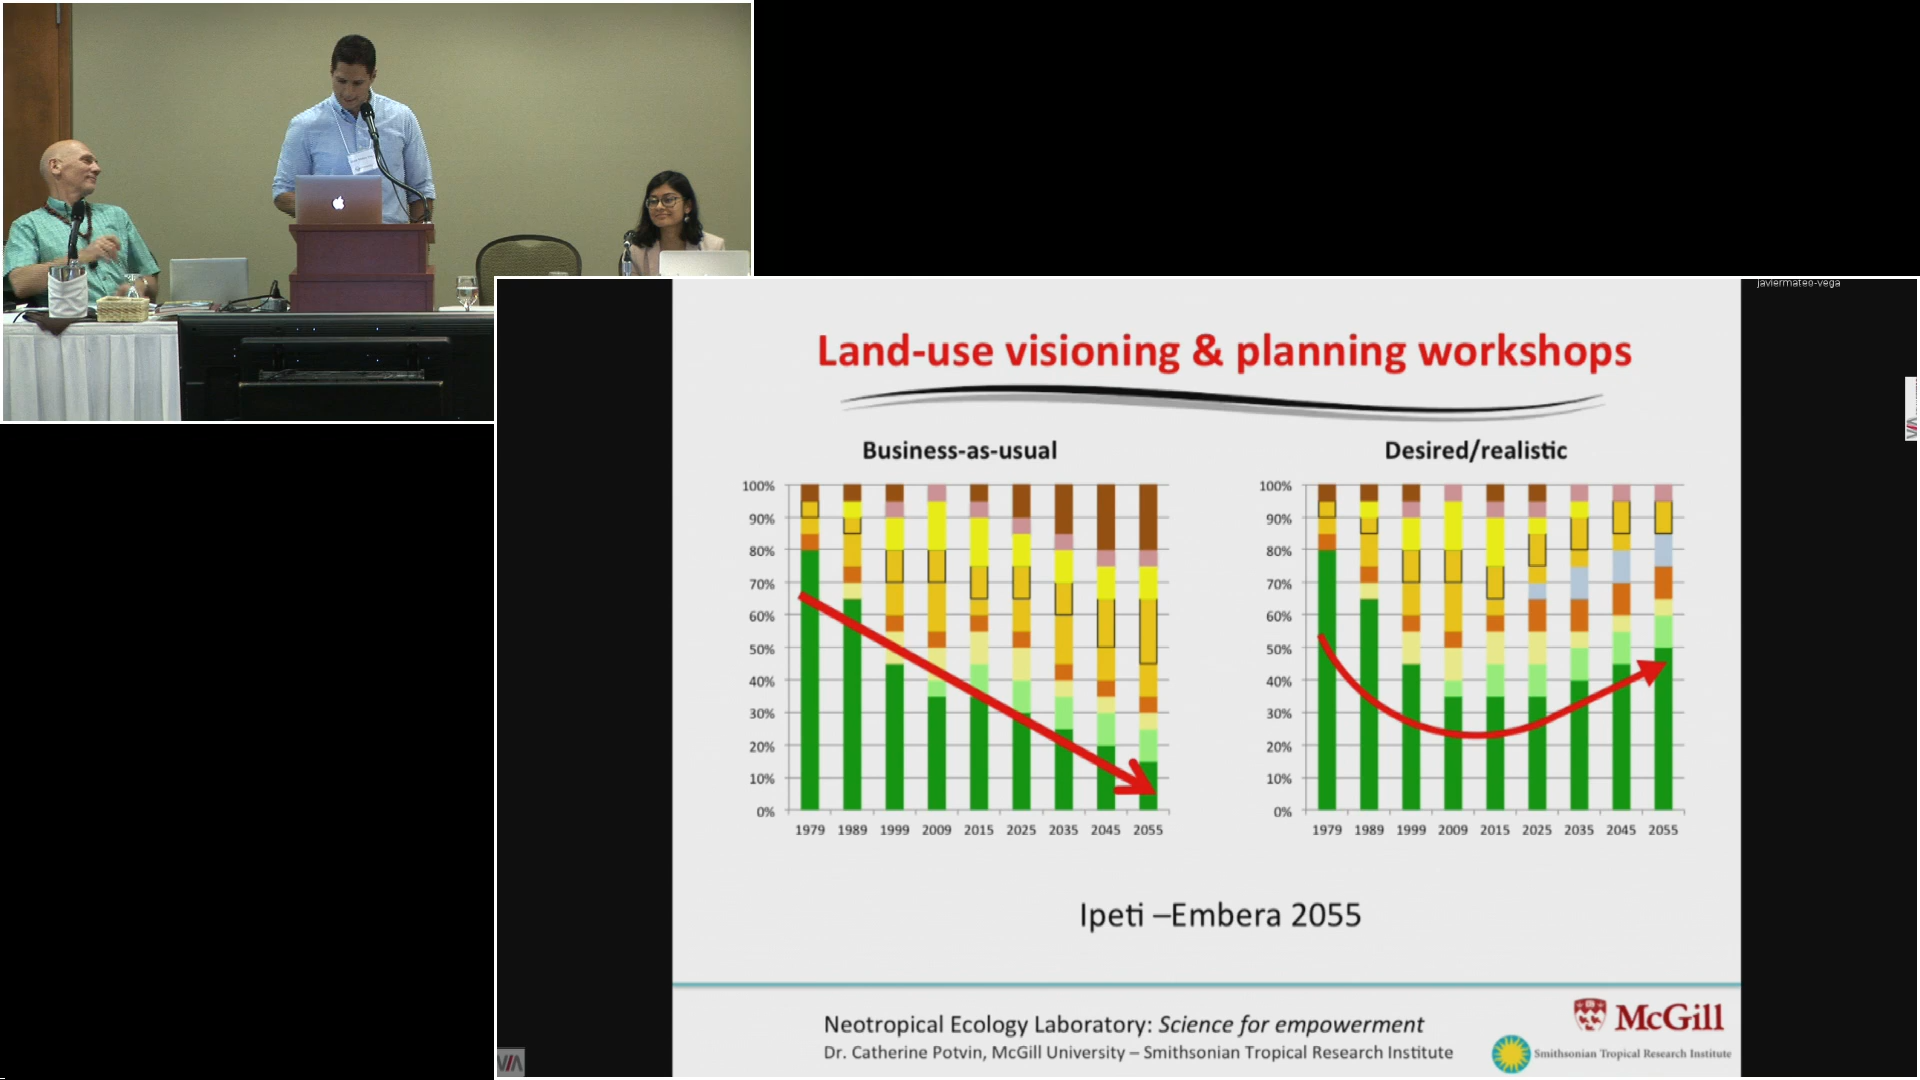 javiermateo-vega
Land-use visioning & planning workshops
Business-as-usual
100%
90%
80%
70%
60%
50%
40%
30%
20%
10%
0%
1979 1989 1999 2009 2015 2025 2035 2045 2055
Desired/realistic
100%
90%
80%
70%
60%
50%
40%
30%
20%
10%
0%
1979 1989 1999 2009 2015 2025 2035 2045 2055
Ipeti –Embera 2055
Neotropical Ecology Laboratory: Science for empowerment
Dr. Catherine Potvin, McGill University – Smithsonian Tropical Research Institute
McGill
Smithsonian Tropical Research Institute